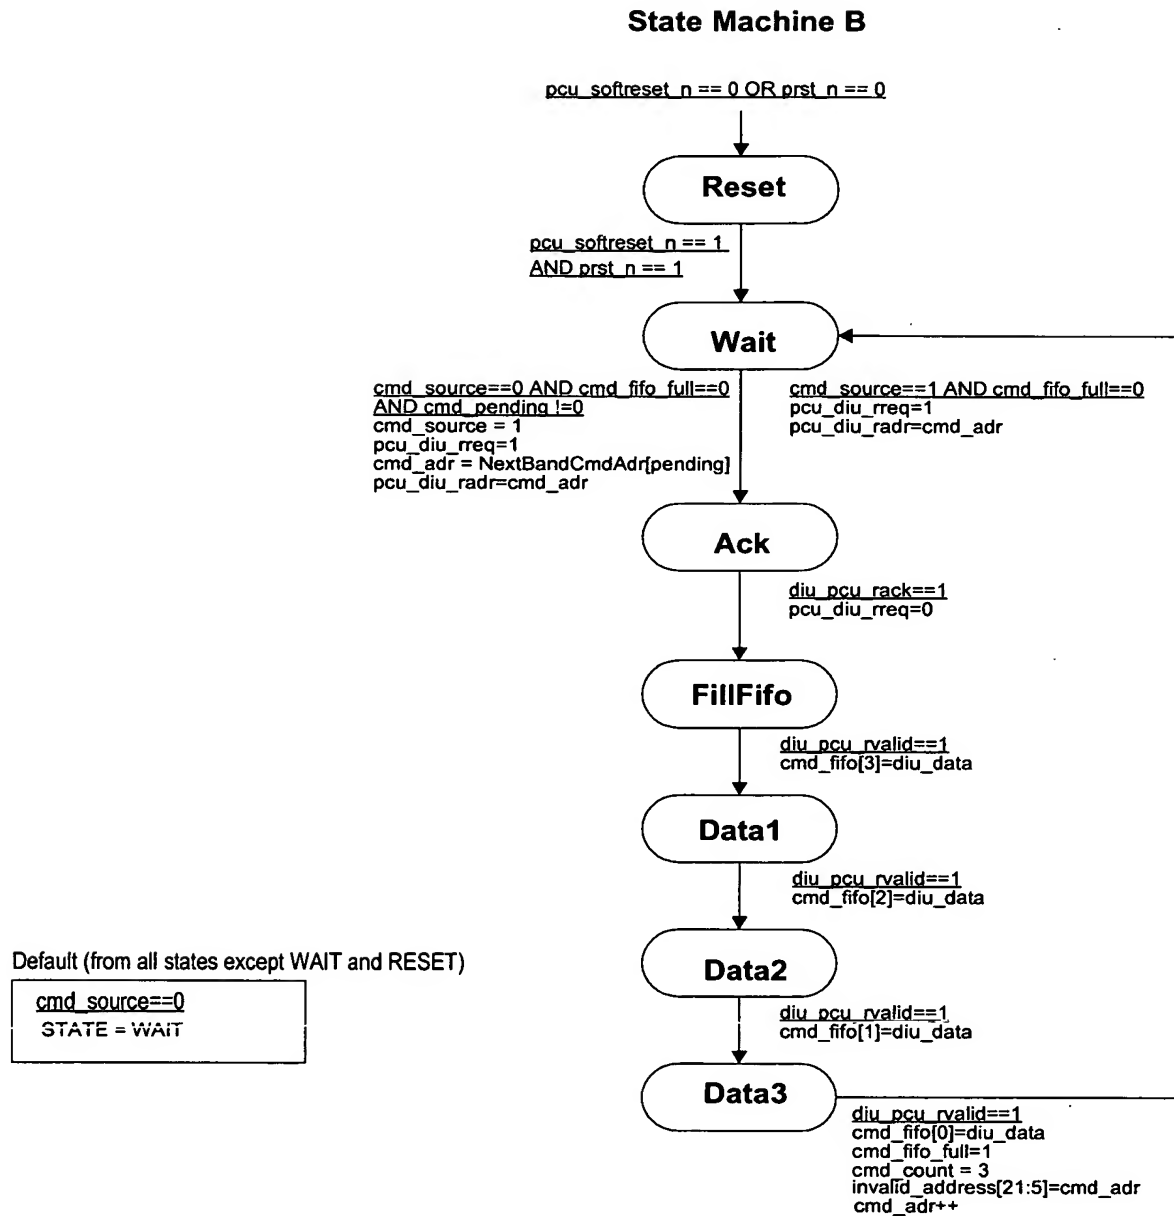 State Machine B
pcu_softreset_n == 0 OR prst_n == 0
Reset
pcu_softreset_n == 1
AND prst_n == 1
Wait
cmd_source==0 AND cmd_fifo_full==0
AND cmd_pending !=0
cmd_source = 1
pcu_diu_rreq=1
cmd_adr = NextBandCmdAdr[pending]
pcu_diu_radr=cmd_adr
cmd_source==1 AND cmd_fifo_full==0
pcu_diu_rreq=1
pcu_diu_radr=cmd_adr
Ack
diu_pcu_rack==1
pcu_diu_rreq=0
FillFifo
diu_pcu_rvalid==1
cmd_fifo[3]=diu_data
Data1
diu_pcu_rvalid==1
cmd_fifo[2]=diu_data
Data2
diu_pcu_rvalid==1
cmd_fifo[1]=diu_data
Default (from all states except WAIT and RESET)
cmd_source==0
STATE = WAIT
Data3
diu_pcu_rvalid==1
cmd_fifo[0]=diu_data
cmd_fifo_full=1
cmd_count = 3
invalid_address[21:5]=cmd_adr
cmd_adr++